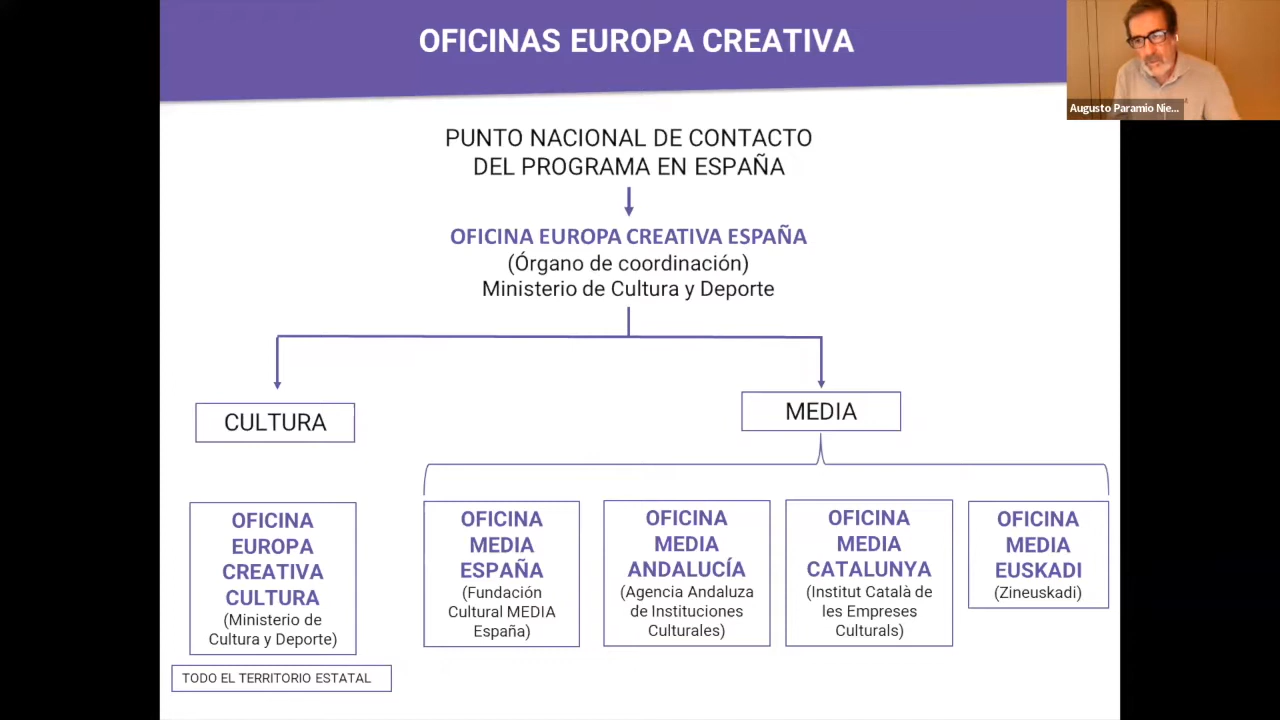 OFICINAS EUROPA CREATIVA
Augusto Paramio Nie...
PUNTO NACIONAL DE CONTACTO
DEL PROGRAMA EN ESPAÑA
OFICINA EUROPA CREATIVA ESPAÑA
(Órgano de coordinación)
Ministerio de Cultura y Deporte
CULTURA
MEDIA
OFICINA
EUROPA
CREATIVA
CULTURA
(Ministerio de
Cultura y Deporte)
TODO EL TERRITORIO ESTATAL
OFICINA
MEDIA
ESPAÑA
(Fundación
Cultural MEDIA
España)
OFICINA
MEDIA
ANDALUCÍA
(Agencia Andaluza
de Instituciones
Culturales)
OFICINA
MEDIA
CATALUNYA
(Institut Català de
les Empreses
Culturals)
OFICINA
MEDIA
EUSKADI
(Zineuskadi)